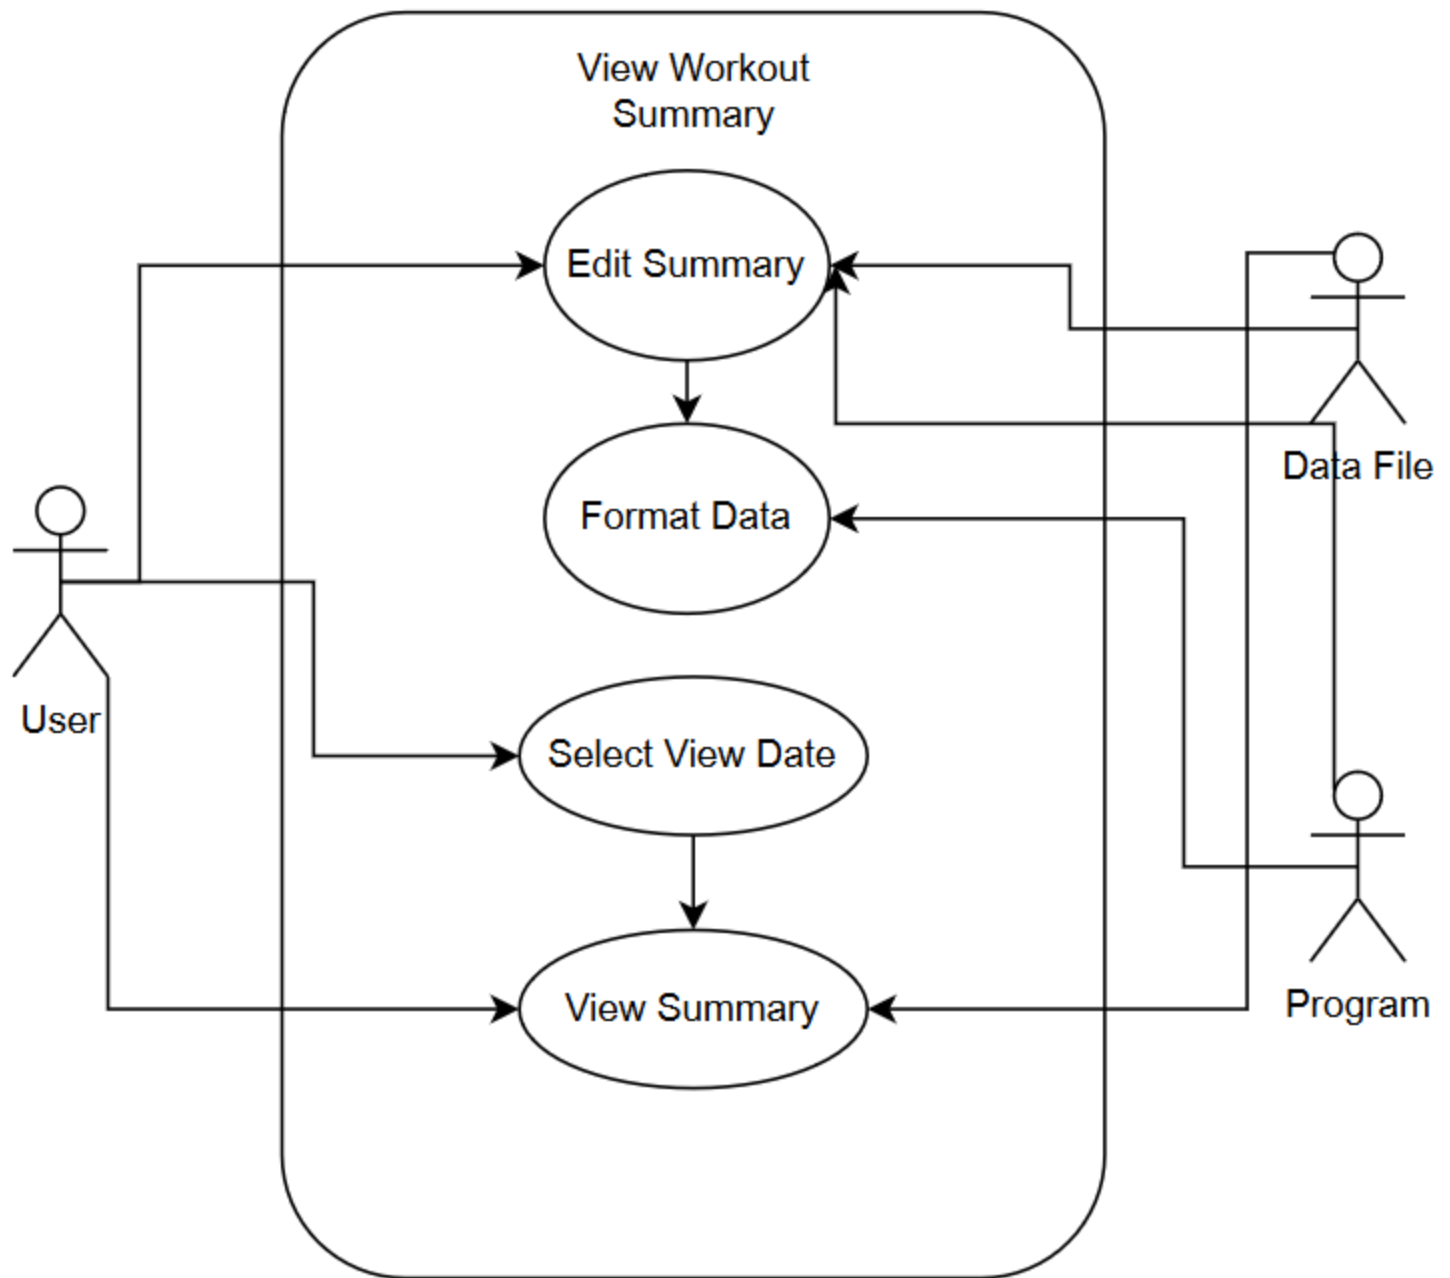 View Workout
Summary
Edit Summary
Data File
Format Data
User
Select View Date
View Summary
Program